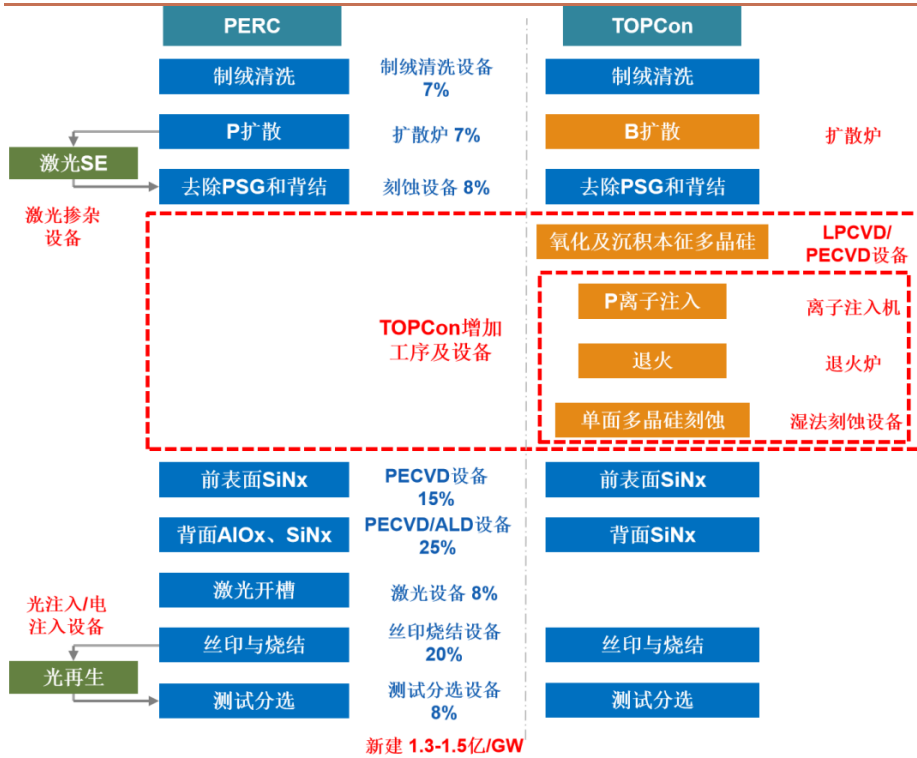 PERC
TOPCon
制绒清洗
制绒清洗设备
7%
制绒清洗
P扩散
扩散炉 7%
B扩散
扩散炉
激光SE
去除PSG和背结
刻蚀设备 8%
去除PSG和背结
激光掺杂
设备
氧化及沉积本征多晶硅
LPCVD/
PECVD设备
P离子注入
离子注入机
TOPCon增加
工序及设备
退火
退火炉
单面多晶硅刻蚀
湿法刻蚀设备
前表面SiNx
PECVD设备
15%
前表面SiNx
背面AlOx、SiNx
PECVD/ALD设备
25%
背面SiNx
激光开槽
激光设备 8%
光注入/电
注入设备
丝印与烧结
丝印烧结设备
20%
丝印与烧结
光再生
测试分选
测试分选设备
8%
测试分选
新建 1.3-1.5亿/GW